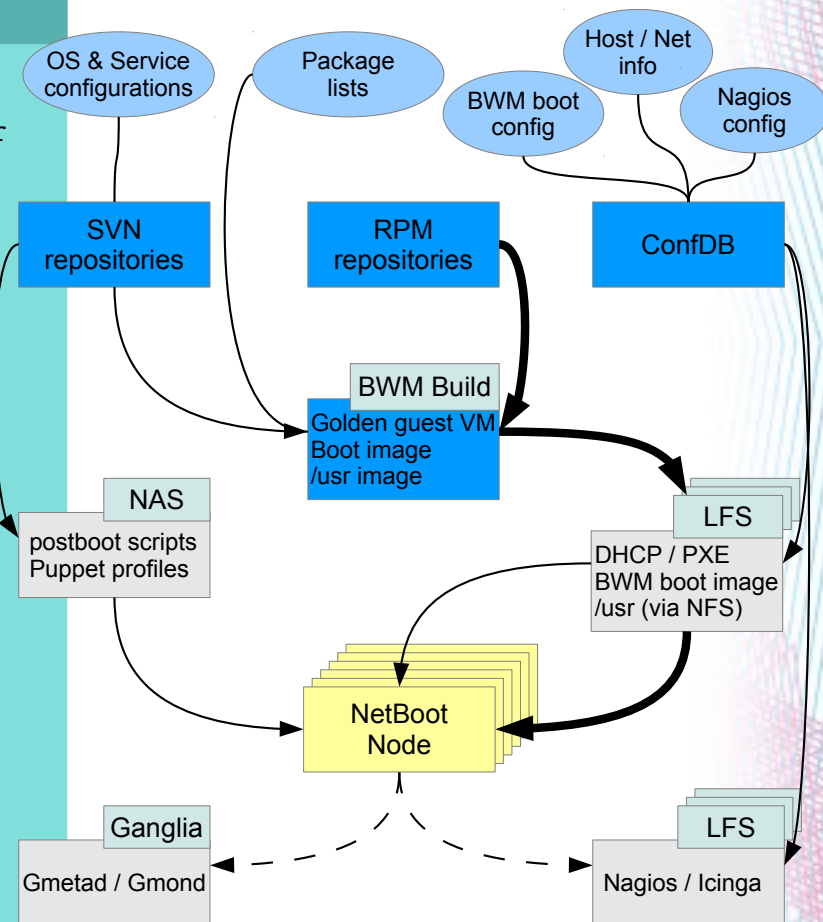 OS & Service
configurations
Package
lists
Host / Net
info
BWM boot
config
Nagios
config
SVN
repositories
RPM
repositories
ConfDB
BWM Build
Golden guest VM
Boot image
/usr image
NAS
postboot scripts
Puppet profiles
LFS
DHCP / PXE
BWM boot image
/usr (via NFS)
NetBoot
Node
Ganglia
Gmetad / Gmond
LFS
Nagios / Icinga